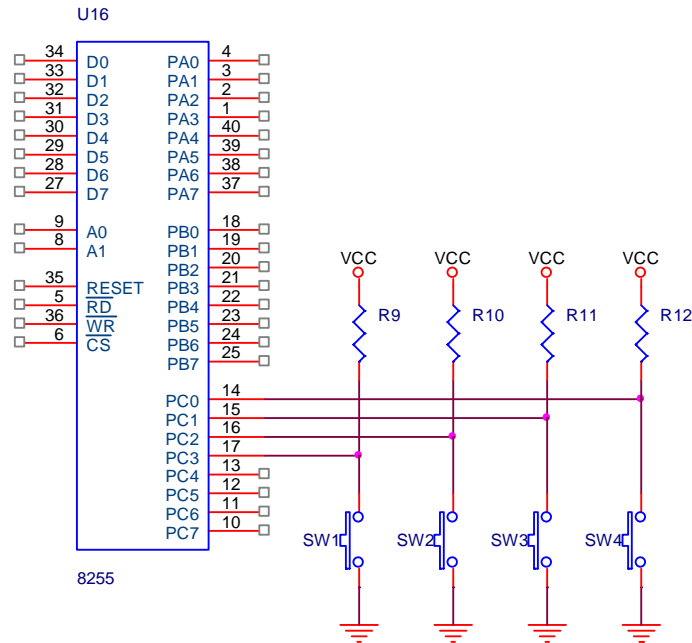 U16
34 D0 PA0 4
33 D1 PA1 3
32 D2 PA2 2
31 D3 PA3 1
30 D4 PA4 40
29 D5 PA5 39
28 D6 PA6 38
27 D7 PA7 37
9 A0 PB0 18
8 A1 PB1 19
PB2 20
35 RESET PB3 21
5 RD PB4 22
36 WR PB5 23
6 CS PB6 24
PB7 25
VCC VCC VCC VCC
R9 R10 R11 R12
PC0 14
PC1 15
PC2 16
PC3 17
PC4 13
PC5 12
PC6 11
PC7 10
SW1 SW2 SW3 SW4
8255